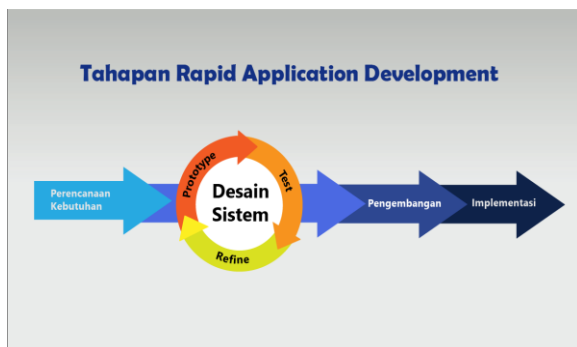 Tahapan Rapid Application Development
Perencanaan
Kebutuhan
Prototype
Test
Refine
Desain
Sistem
Pengembangan
Implementasi